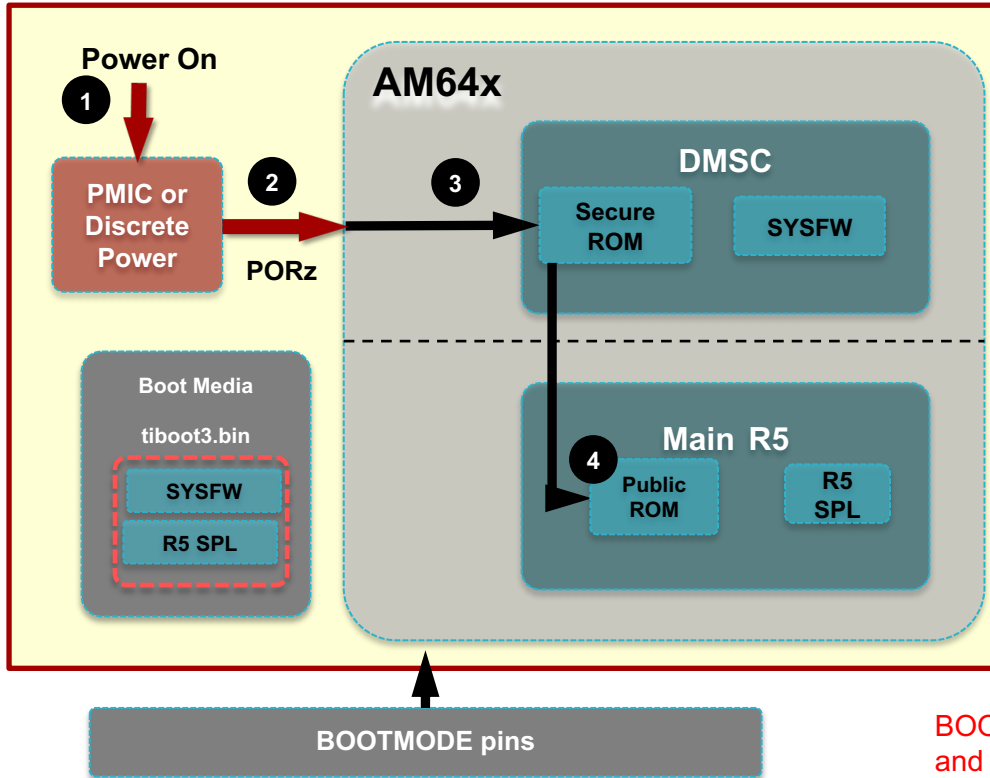 Power On
1
AM64x
DMSC
PMIC or
Discrete
Power
2
3
PORz
Secure
ROM
SYSFW
Boot Media
tiboot3.bin
SYSFW
R5 SPL
Main R5
4
Public
ROM
R5
SPL
BOOTMODE pins
and